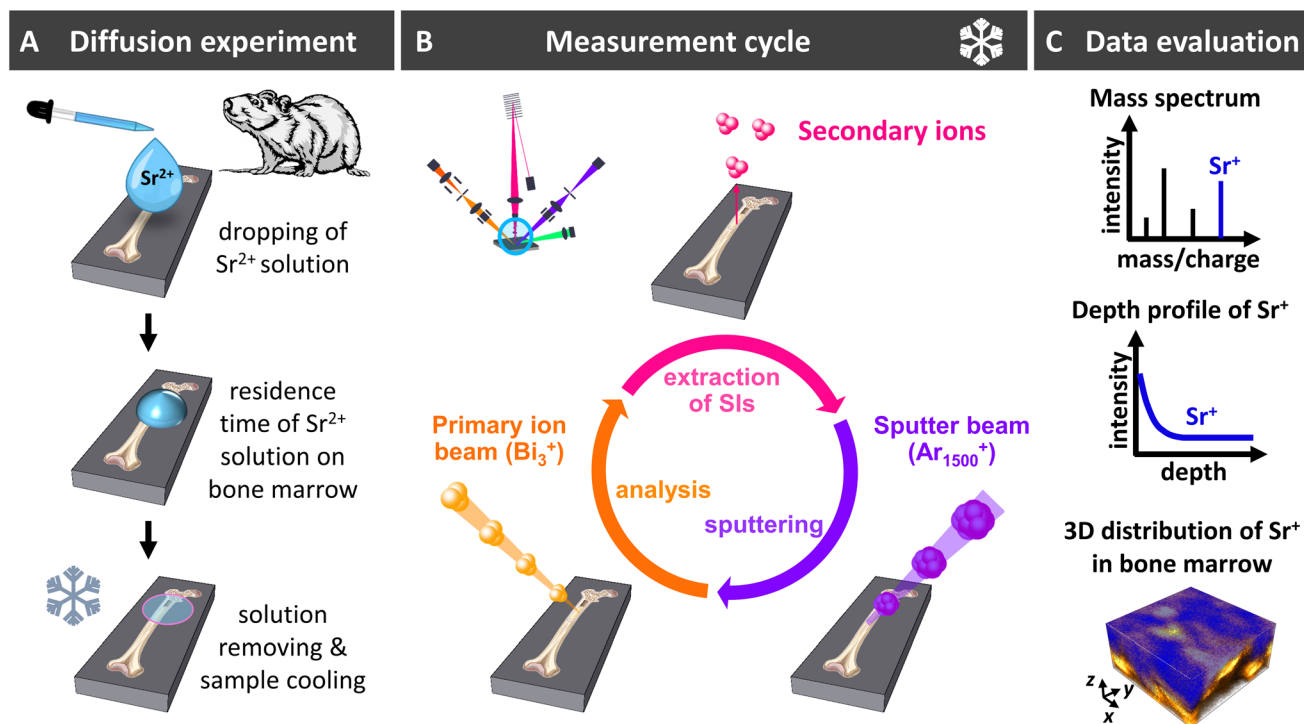 A Diffusion experiment
Sr²⁺
dropping of
Sr²⁺ solution
residence
time of Sr²⁺
solution on
bone marrow
solution
removing &
sample cooling
B Measurement cycle
Secondary ions
extraction
of SIs
Primary ion
beam (Bi₃⁺)
Sputter beam
(Ar₁₅₀₀⁺)
analysis
sputtering
C Data evaluation
Mass spectrum
intensity
Sr⁺
mass/charge
Depth profile of Sr⁺
intensity
Sr⁺
depth
3D distribution of Sr⁺
in bone marrow
z
y
x